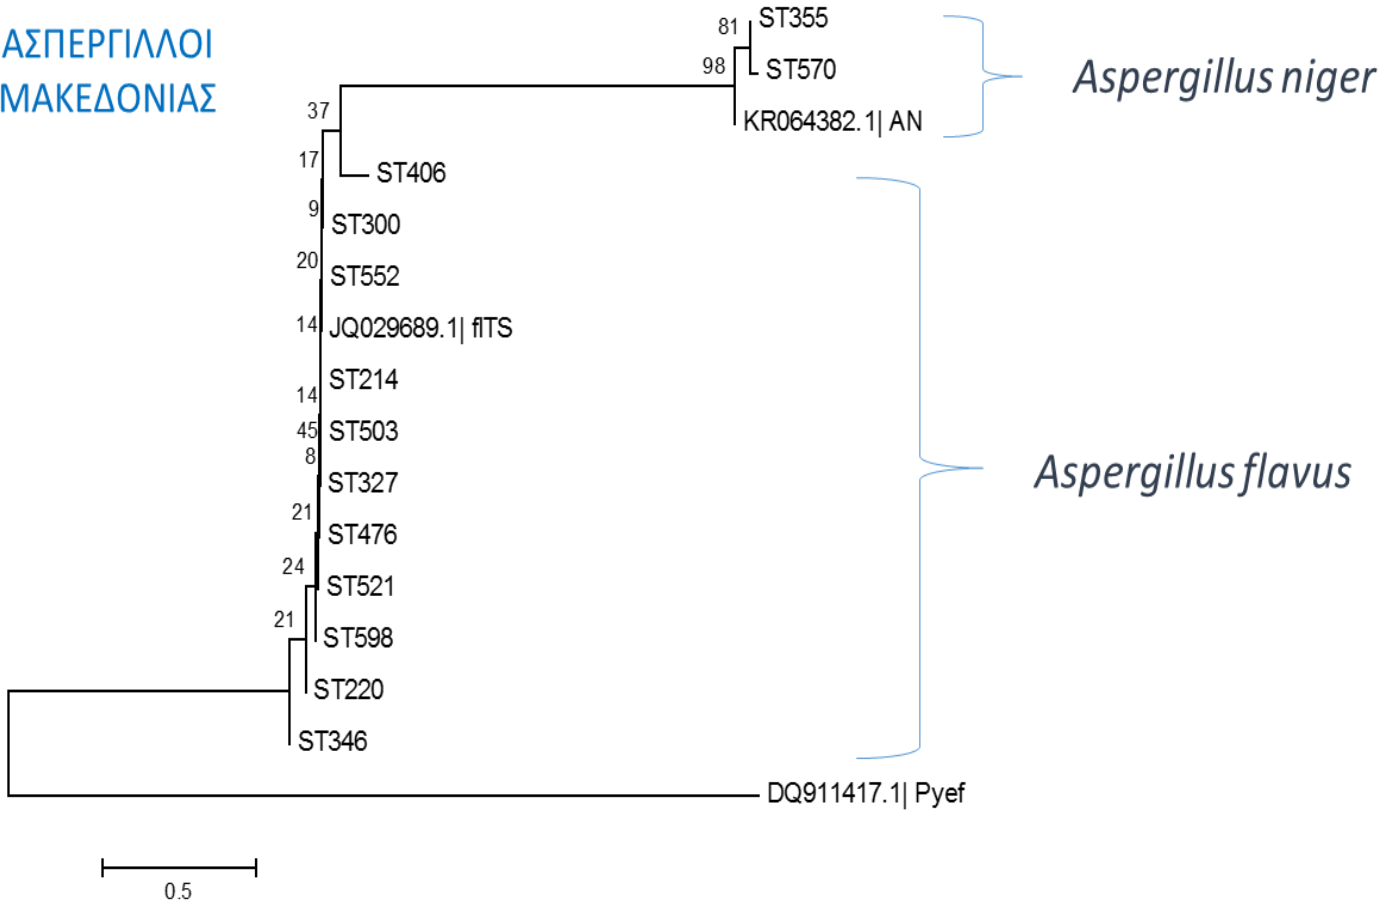 ΑΣΠΕΡΓΙΛΛΟΙ
ΜΑΚΕΔΟΝΙΑΣ
81
ST355
98
ST570
KR064382.1| AN
Aspergillus niger
37
ST406
17
ST300
9
20
ST552
14
JQ029689.1| flTS
ST214
14
45
ST503
8
ST327
Aspergillus flavus
21
ST476
24
ST521
21
ST598
ST220
ST346
DQ911417.1| Pyef
0.5